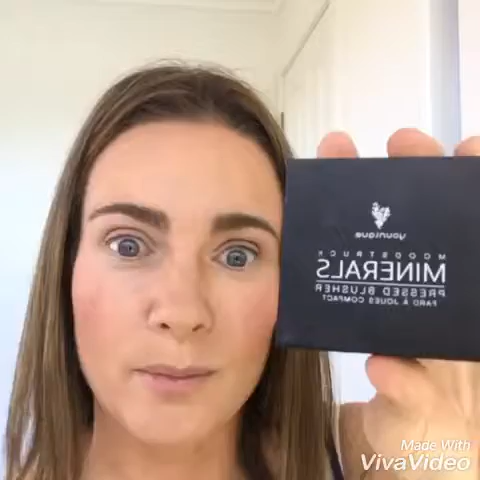 younique
MOODSTRUCK
MINERALS
PRESSED BLUSHER
FARD À JOUES COMPACT
Made With
VivaVideo